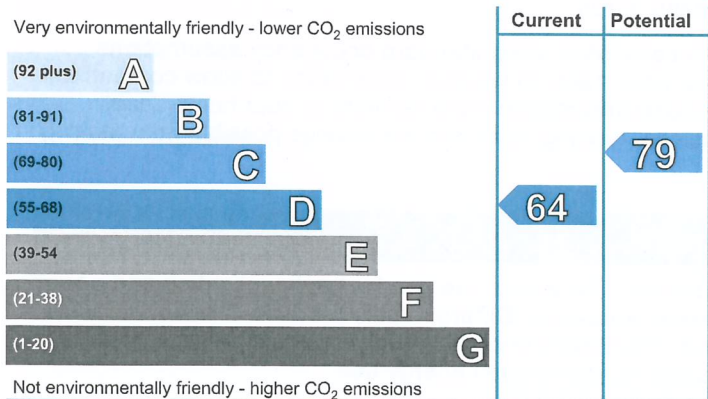 Very environmentally friendly - lower CO₂ emissions
Current
Potential
(92 plus) A
(81-91) B
(69-80) C
79
(55-68) D
64
(39-54 E
(21-38) F
(1-20) G
Not environmentally friendly - higher CO₂ emissions